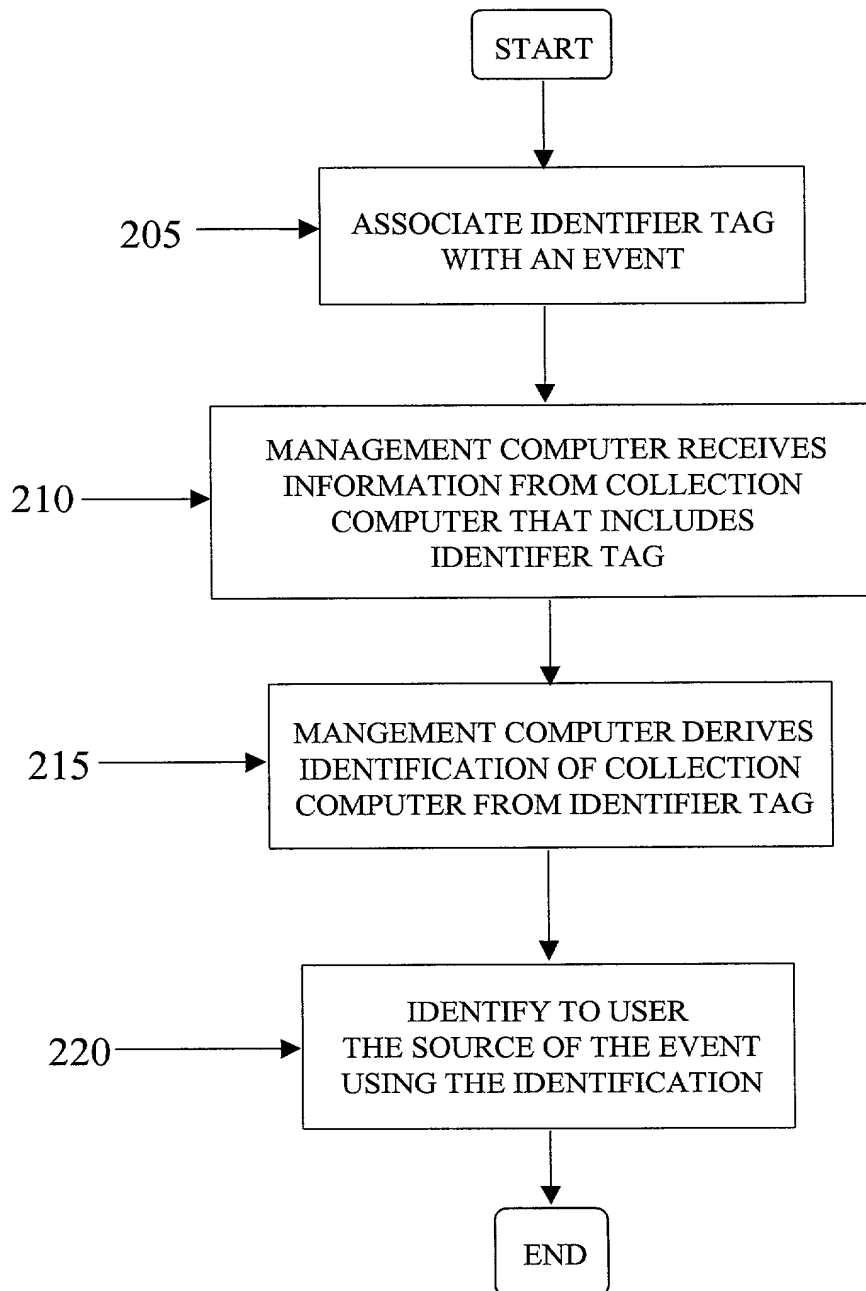 START
205
ASSOCIATE IDENTIFIER TAG
WITH AN EVENT
210
MANAGEMENT COMPUTER RECEIVES
INFORMATION FROM COLLECTION
COMPUTER THAT INCLUDES
IDENTIFER TAG
215
MANGEMENT COMPUTER DERIVES
IDENTIFICATION OF COLLECTION
COMPUTER FROM IDENTIFIER TAG
220
IDENTIFY TO USER
THE SOURCE OF THE EVENT
USING THE IDENTIFICATION
END